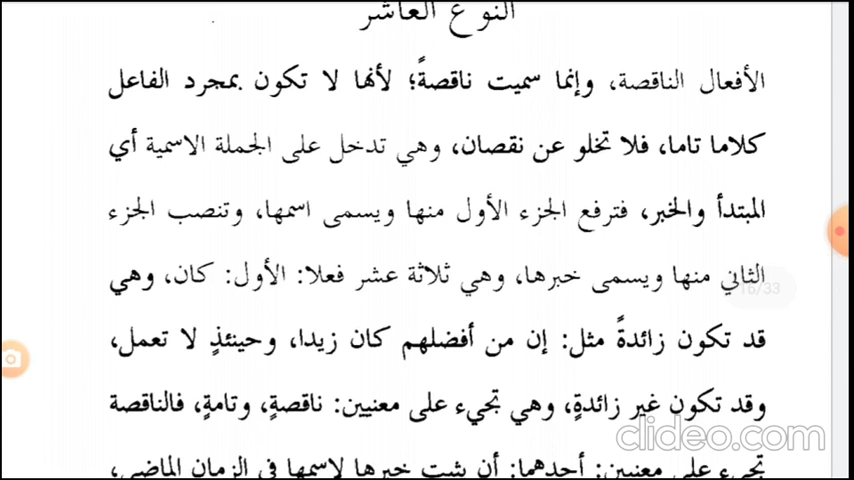 النوع العاشر
الأفعال الناقصة، وإنما سميت ناقصةً؛ لأنها لا تكون بمجرد الفاعل
كلاما تاما، فلا تخلو عن نقصان، وهي تدخل على الجملة الاسمية أي
المبتدأ والخبر، فترفع الجزء الأول منها ويسمى اسمها، وتنصب الجزء
الثاني منها ويسمى خبرها، وهي ثلاثة عشر فعلا: الأول: كان، وهي
16/33
قد تكون زائدةً مثل: إن من أفضلهم كان زيدا، وحينئذٍ لا تعمل،
وقد تكون غير زائدةٍ، وهي تجيء على معنيين: ناقصةٍ، وتامةٍ، فالناقصة
clideo.com
تجيء على معنيين: أحدهما: أن يثبت خبرها لاسمها في الزمان الماضي،